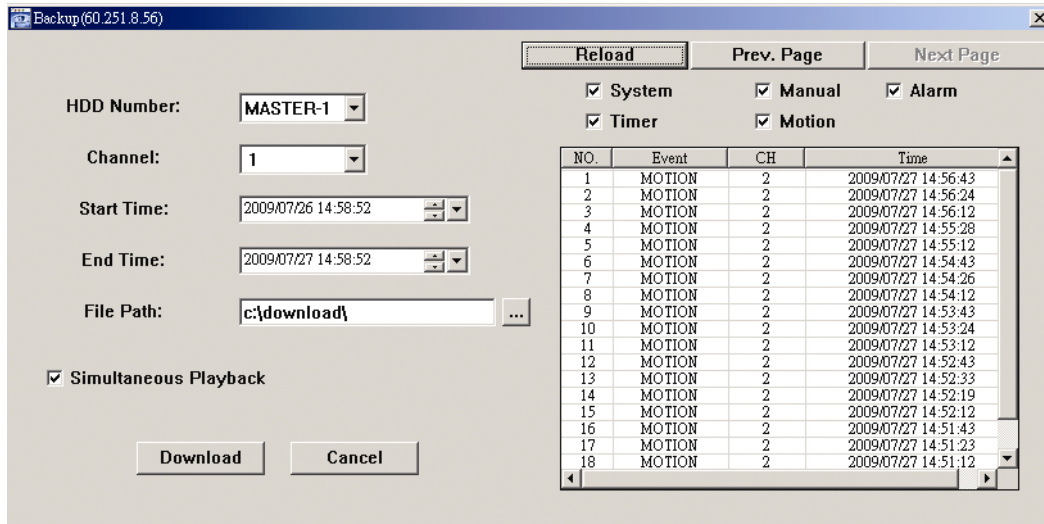 Backup(60.251.8.56)
Reload Prev. Page Next Page
System Manual Alarm
Timer Motion
HDD Number: MASTER-1
Channel: 1
Start Time: 2009/07/26 14:58:52
End Time: 2009/07/27 14:58:52
File Path: c:\download\ ...
Simultaneous Playback
Download Cancel
NO. Event CH Time
1 MOTION 2 2009/07/27 14:56:43
2 MOTION 2 2009/07/27 14:56:24
3 MOTION 2 2009/07/27 14:56:12
4 MOTION 2 2009/07/27 14:55:28
5 MOTION 2 2009/07/27 14:55:12
6 MOTION 2 2009/07/27 14:54:43
7 MOTION 2 2009/07/27 14:54:26
8 MOTION 2 2009/07/27 14:54:12
9 MOTION 2 2009/07/27 14:53:43
10 MOTION 2 2009/07/27 14:53:24
11 MOTION 2 2009/07/27 14:53:12
12 MOTION 2 2009/07/27 14:52:43
13 MOTION 2 2009/07/27 14:52:33
14 MOTION 2 2009/07/27 14:52:19
15 MOTION 2 2009/07/27 14:52:12
16 MOTION 2 2009/07/27 14:51:43
17 MOTION 2 2009/07/27 14:51:23
18 MOTION 2 2009/07/27 14:51:12